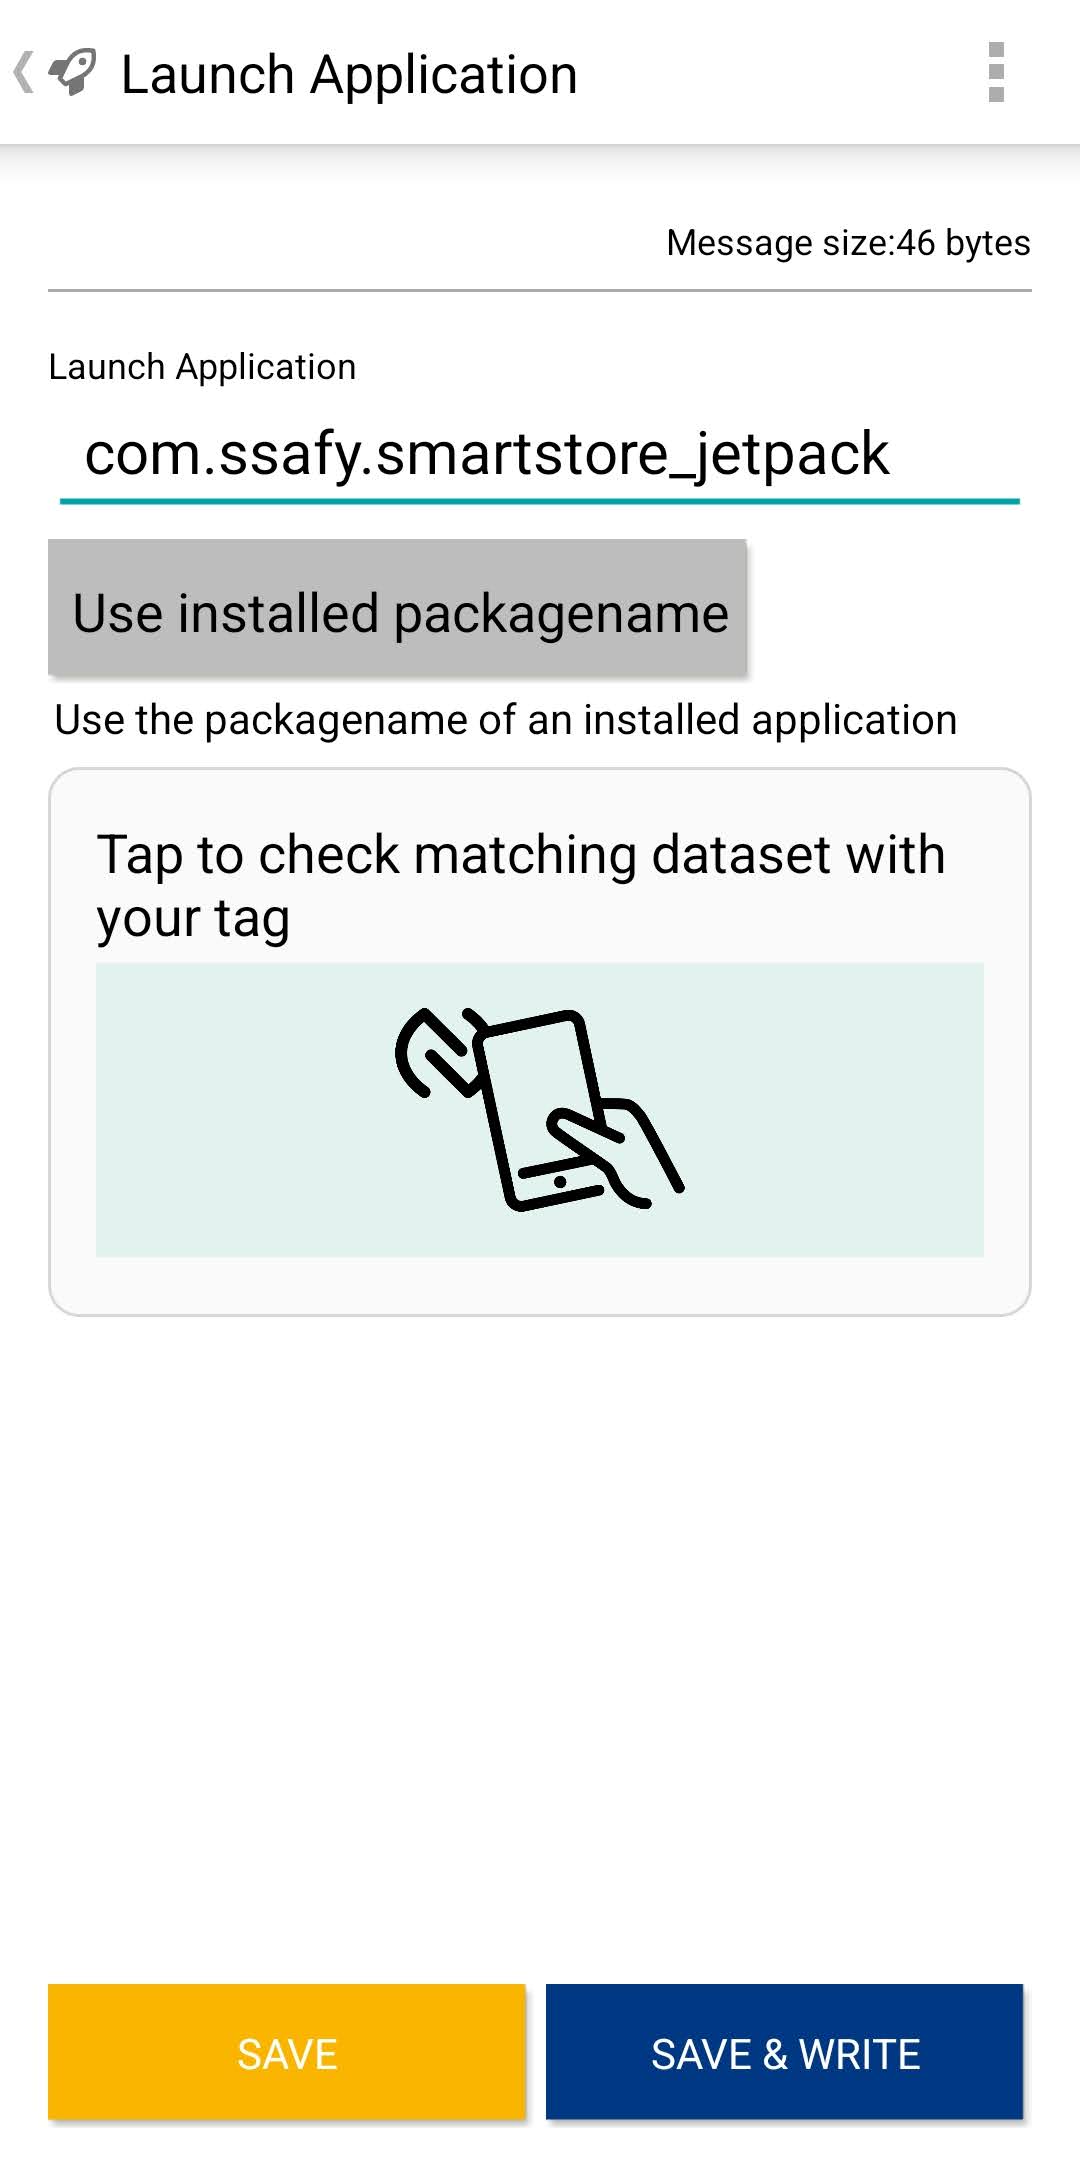 Launch Application
Message size:46 bytes
Launch Application
com.ssafy.smartstore_jetpack
Use installed packagename
Use the packagename of an installed application
Tap to check matching dataset with
your tag
SAVE
SAVE & WRITE